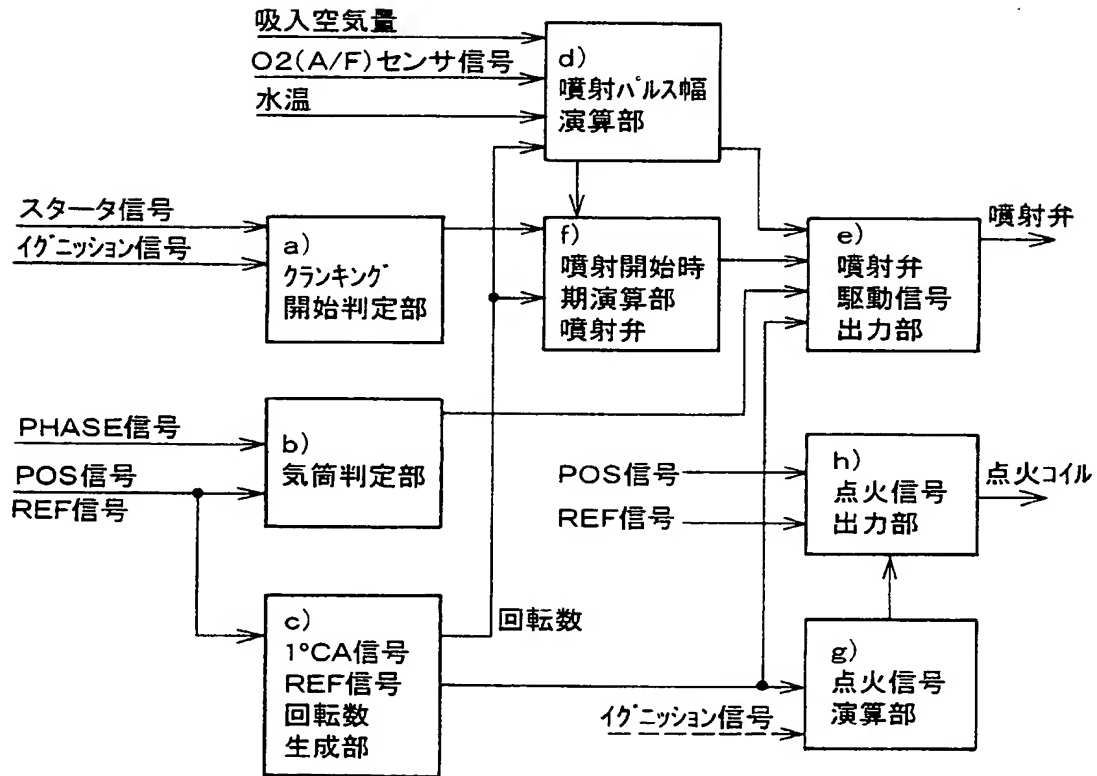 吸入空気量
O2(A/F)センサ信号
水温
d)
噴射パルス幅
演算部
スタータ信号
イグニッション信号
a)
クランキング
開始判定部
f)
噴射開始時
期演算部
噴射弁
e)
噴射弁
駆動信号
出力部
噴射弁
PHASE信号
POS信号
REF信号
b)
気筒判定部
POS信号
REF信号
h)
点火信号
出力部
点火コイル
c)
1°CA信号
REF信号
回転数
生成部
回転数
イグニッション信号
g)
点火信号
演算部